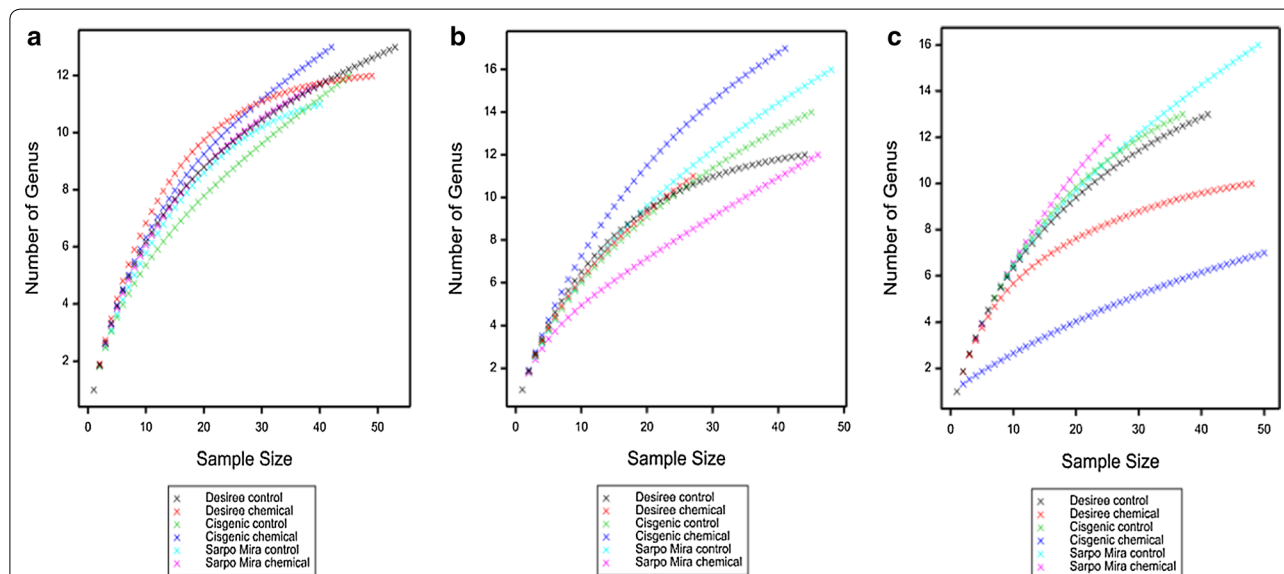 a
Number of Genus
12
10
8
6
4
2
0 10 20 30 40 50
Sample Size
Desiree control
Desiree chemical
Cisgenic control
Cisgenic chemical
Sarpo Mira control
Sarpo Mira chemical
b
Number of Genus
16
14
12
10
8
6
4
2
0 10 20 30 40 50
Sample Size
Desiree control
Desiree chemical
Cisgenic control
Cisgenic chemical
Sarpo Mira control
Sarpo Mira chemical
c
Number of Genus
16
14
12
10
8
6
4
2
0 10 20 30 40 50
Sample Size
Desiree control
Desiree chemical
Cisgenic control
Cisgenic chemical
Sarpo Mira control
Sarpo Mira chemical